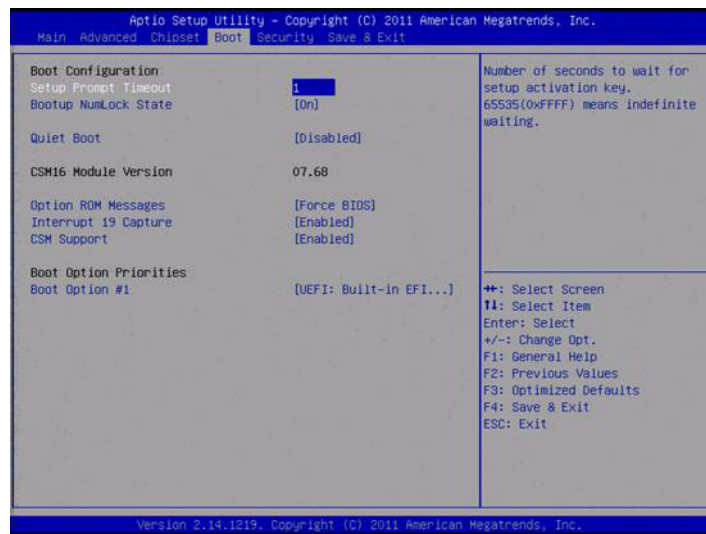 Aptio Setup Utility - Copyright (C) 2011 American Megatrends, Inc.
Main Advanced Chipset Boot Security Save & Exit
Boot Configuration
Setup Prompt Timeout 1
Bootup NumLock State [On]
Quiet Boot [Disabled]
CSM16 Module Version 07.68
Option ROM Messages [Force BIOS]
Interrupt 19 Capture [Enabled]
CSM Support [Enabled]
Boot Option Priorities
Boot Option #1 [UEFI: Built-in EFI...]
Number of seconds to wait for
setup activation key.
65535(0xFFFF) means indefinite
waiting.
→←: Select Screen
↑↓: Select Item
Enter: Select
+/-: Change Opt.
F1: General Help
F2: Previous Values
F3: Optimized Defaults
F4: Save & Exit
ESC: Exit
Version 2.14.1219. Copyright (C) 2011 American Megatrends, Inc.